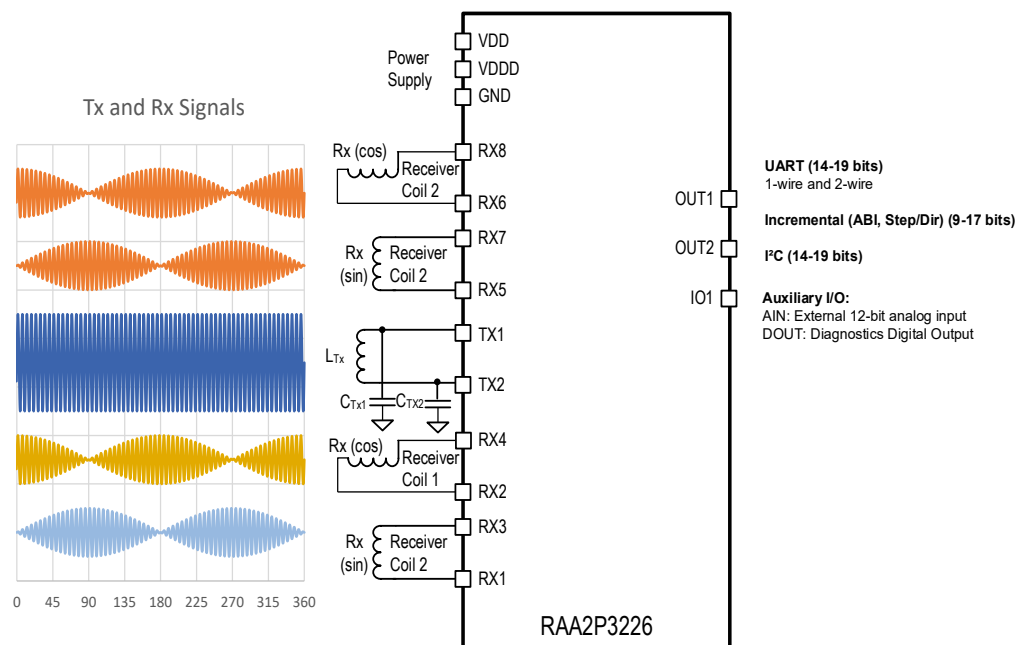 Tx and Rx Signals
0 45 90 135 180 225 270 315 360
Power
Supply
VDD
VDDD
GND
Rx (cos)
Receiver
Coil 2
RX8
RX6
Rx
(sin)
Receiver
Coil 2
RX7
RX5
LTx
CTx1
CTX2
TX1
TX2
Rx (cos)
Receiver
Coil 1
RX4
RX2
Rx
(sin)
Receiver
Coil 2
RX3
RX1
OUT1
OUT2
IO1
RAA2P3226
UART (14-19 bits)
1-wire and 2-wire
Incremental (ABI, Step/Dir) (9-17 bits)
I²C (14-19 bits)
Auxiliary I/O:
AIN: External 12-bit analog input
DOUT: Diagnostics Digital Output